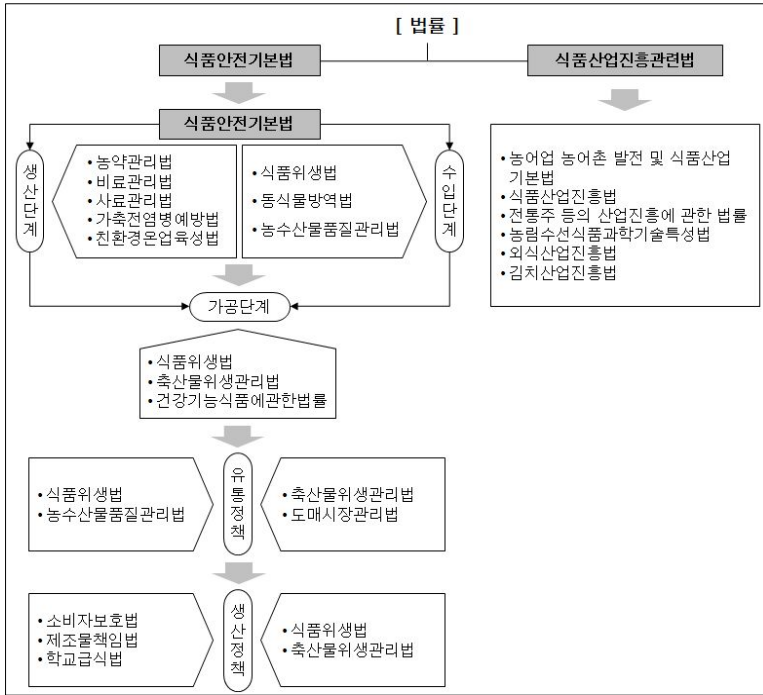 [ 법률 ]
식품안전기본법
식품산업진흥관련법
식품안전기본법
생산단계
• 농약관리법
• 비료관리법
• 사료관리법
• 가축전염병예방법
• 친환경온업육성법
• 식품위생법
• 동식물방역법
• 농수산물품질관리법
수입단계
• 농어업 농어촌 발전 및 식품산업
기본법
• 식품산업진흥법
• 전통주 등의 산업진흥에 관한 법률
• 농림수선식품과학기술특성법
• 외식산업진흥법
• 김치산업진흥법
가공단계
• 식품위생법
• 축산물위생관리법
• 건강기능식품에관한법률
• 식품위생법
• 농수산물품질관리법
유통정책
• 축산물위생관리법
• 도매시장관리법
• 소비자보호법
• 제조물책임법
• 학교급식법
생산정책
• 식품위생법
• 축산물위생관리법